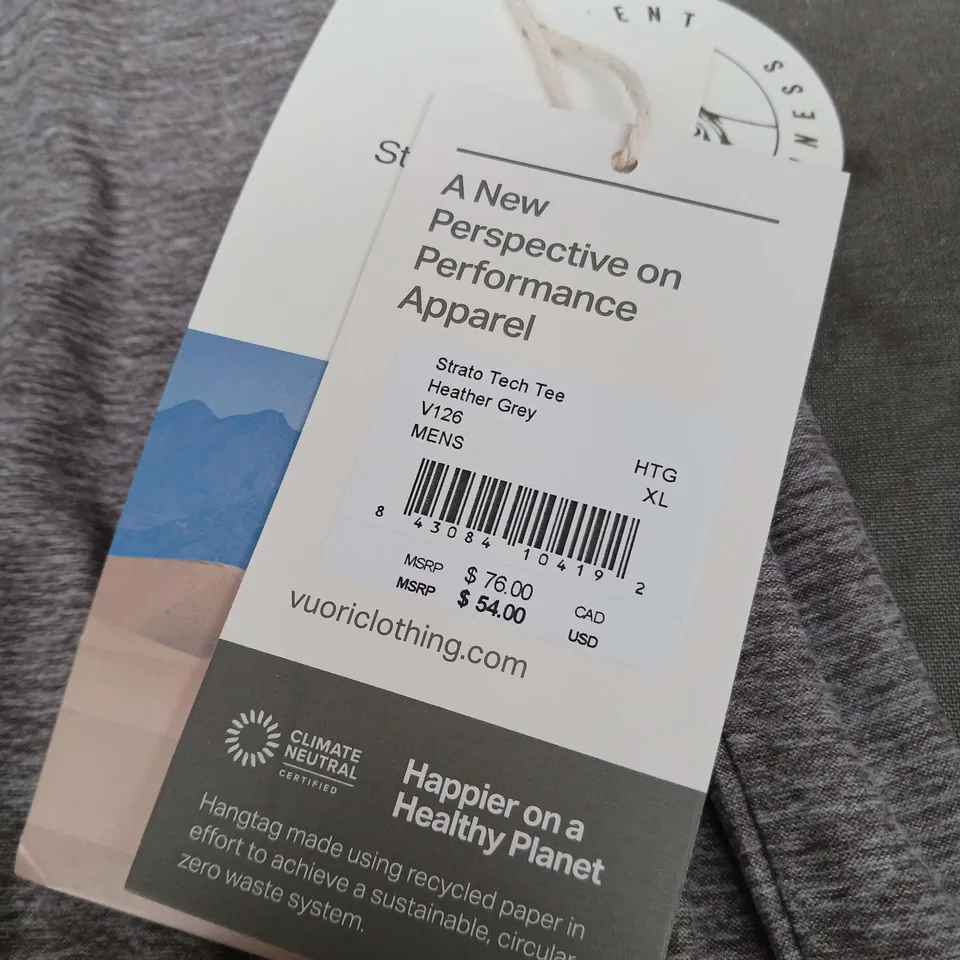 ENT
St
A New
Perspective on
Performance
Apparel
Strato Tech Tee
Heather Grey
V126
MENS
HTG
XL
8 43084 10419 2
MSRP $ 76.00 CAD
MSRP $ 54.00 USD
vuoriclothing.com
CLIMATE
NEUTRAL
CERTIFIED
Happier on a
Healthy Planet
Hangtag made using recycled paper in
effort to achieve a sustainable, circular
zero waste system.